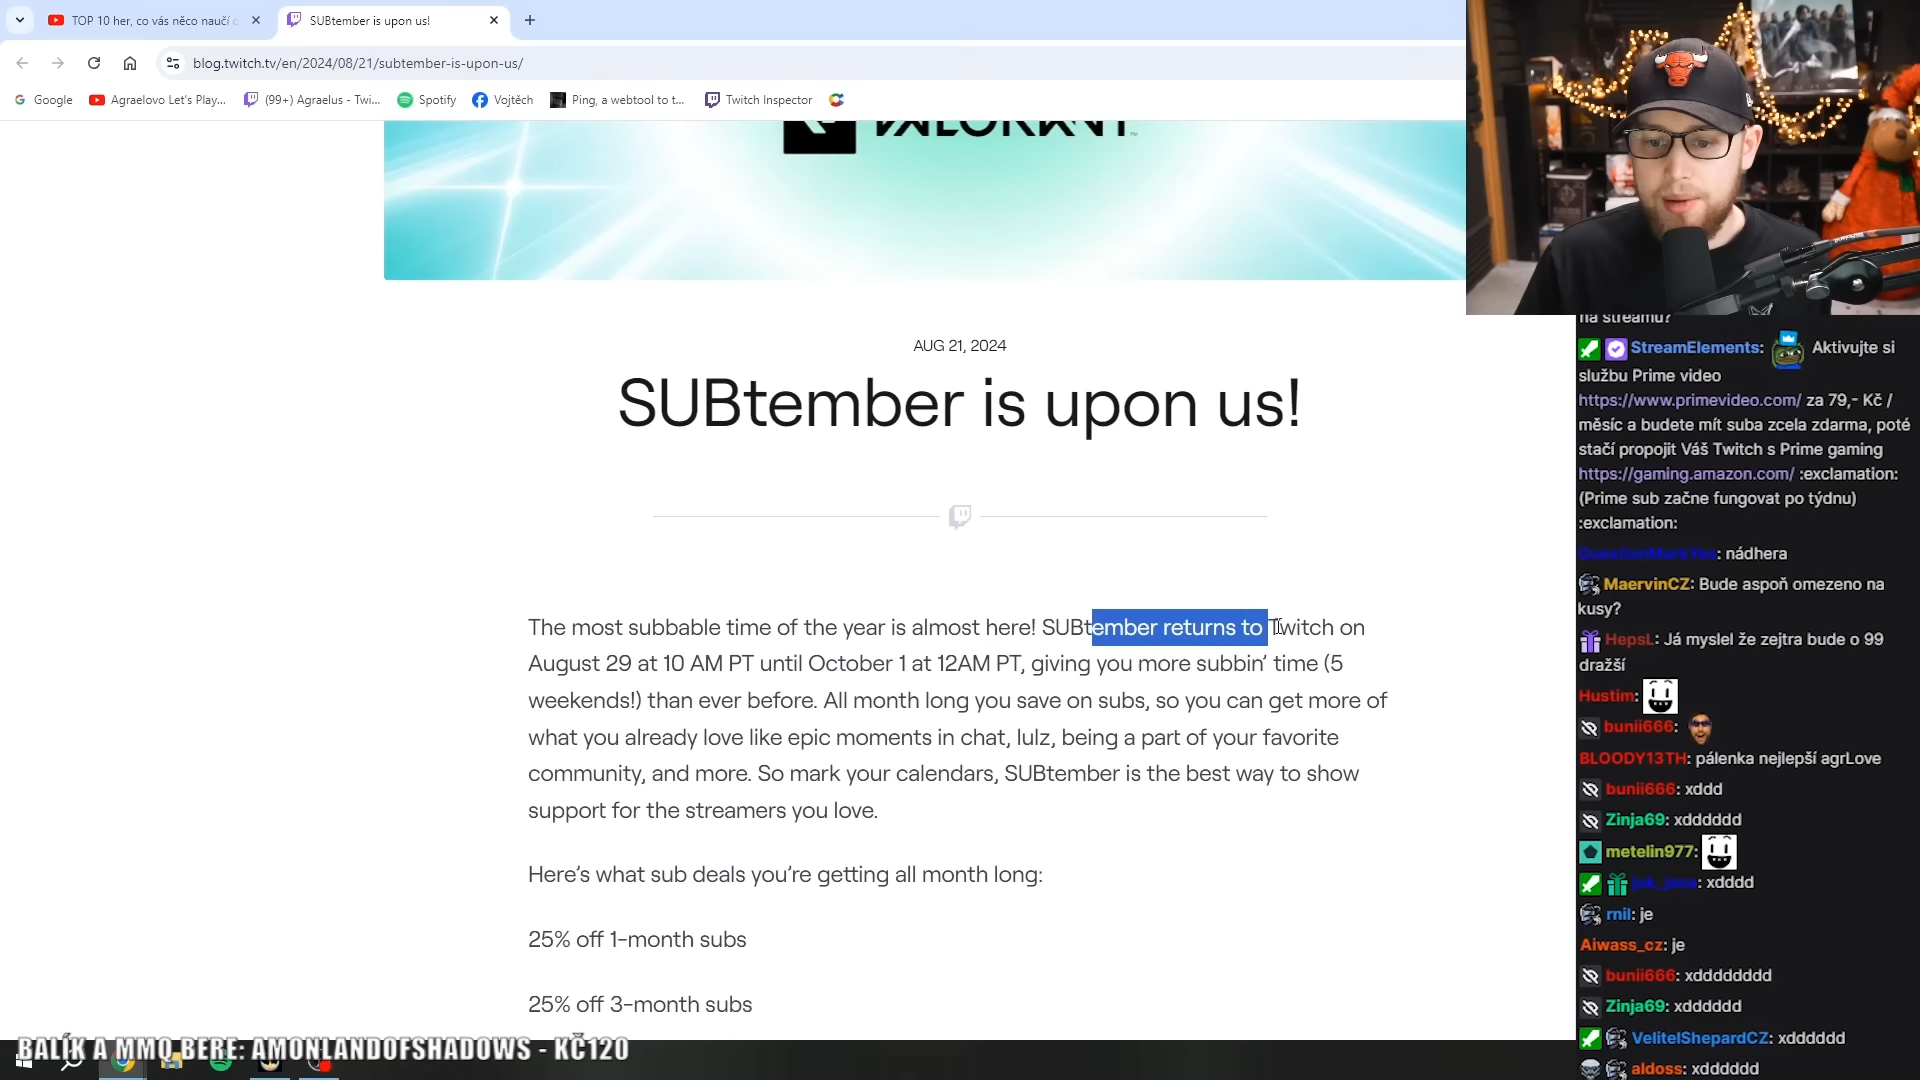 TOP 10 her, co vás něco naučí
SUBtember is upon us!
blog.twitch.tv/en/2024/08/21/subtember-is-upon-us/
Google
Agraelovo Let's Play...
(99+) Agraelus - Twi...
Spotify
Vojtěch
Ping, a webtool to t...
Twitch Inspector
VALORANT
AUG 21, 2024
SUBtember is upon us!
The most subbable time of the year is almost here! SUBtember returns to Twitch on
August 29 at 10 AM PT until October 1 at 12AM PT, giving you more subbin’ time (5
weekends!) than ever before. All month long you save on subs, so you can get more of
what you already love like epic moments in chat, lulz, being a part of your favorite
community, and more. So mark your calendars, SUBtember is the best way to show
support for the streamers you love.
Here’s what sub deals you’re getting all month long:
25% off 1-month subs
25% off 3-month subs
na streamu?
StreamElements: Aktivujte si
službu Prime video
https://www.primevideo.com/ za 79,- Kč /
měsíc a budete mít suba zcela zdarma, poté
stačí propojit Váš Twitch s Prime gaming
https://gaming.amazon.com/ :exclamation:
(Prime sub začne fungovat po týdnu)
:exclamation:
QuestionMarkYes: nádhera
MaervinCZ: Bude aspoň omezeno na
kusy?
HepsL: Já myslel že zejtra bude o 99
dražší
Hustim:
bunii666:
BLOODY13TH: pálenka nejlepší agrLove
bunii666: xddd
Zinja69: xdddddd
metelin977:
juk_jana: xdddd
rnil: je
Aiwass_cz: je
bunii666: xdddddddd
Zinja69: xdddddd
VelitelShepardCZ: xdddddd
aldoss: xdddddd
BALÍK A MMQ BERE: AMONLANDOFSHADOWS - KČ120